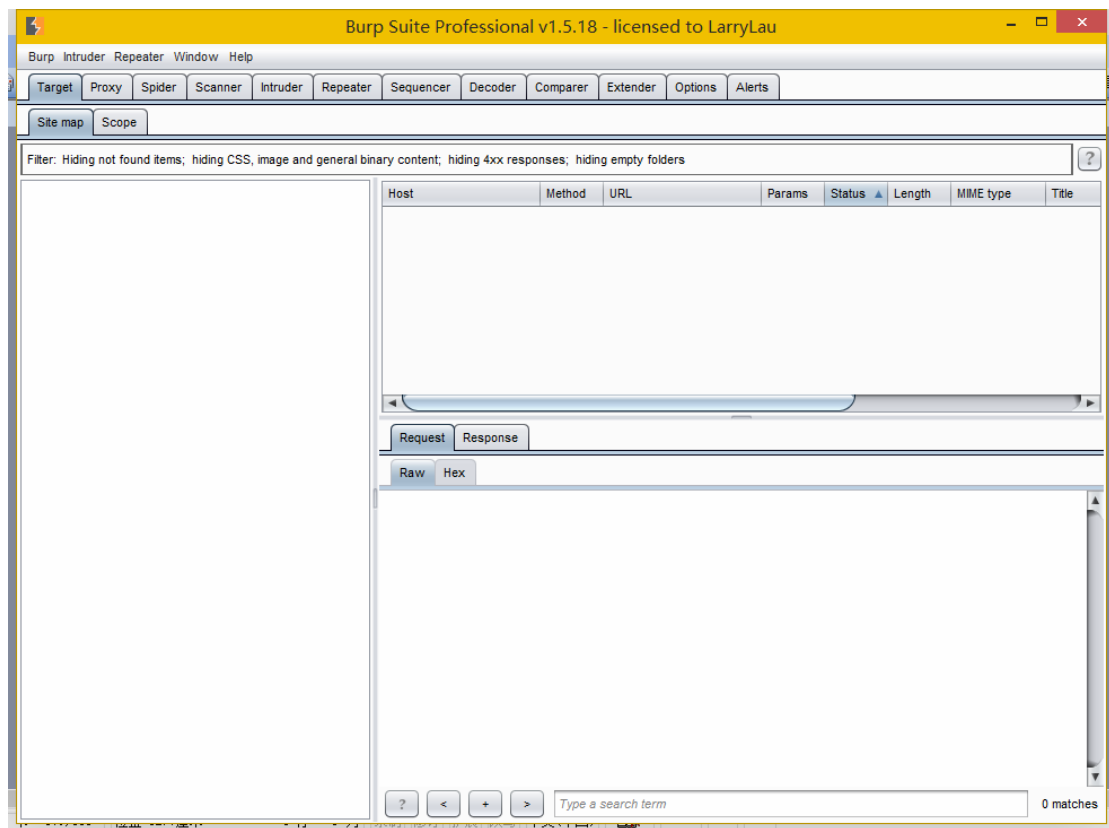 Burp Suite Professional v1.5.18 - licensed to LarryLau
Burp Intruder Repeater Window Help
Target Proxy Spider Scanner Intruder Repeater Sequencer Decoder Comparer Extender Options Alerts
Site map Scope
Filter: Hiding not found items; hiding CSS, image and general binary content; hiding 4xx responses; hiding empty folders ?
Host Method URL Params Status Length MIME type Title
Request Response
Raw Hex
? < + > Type a search term 0 matches